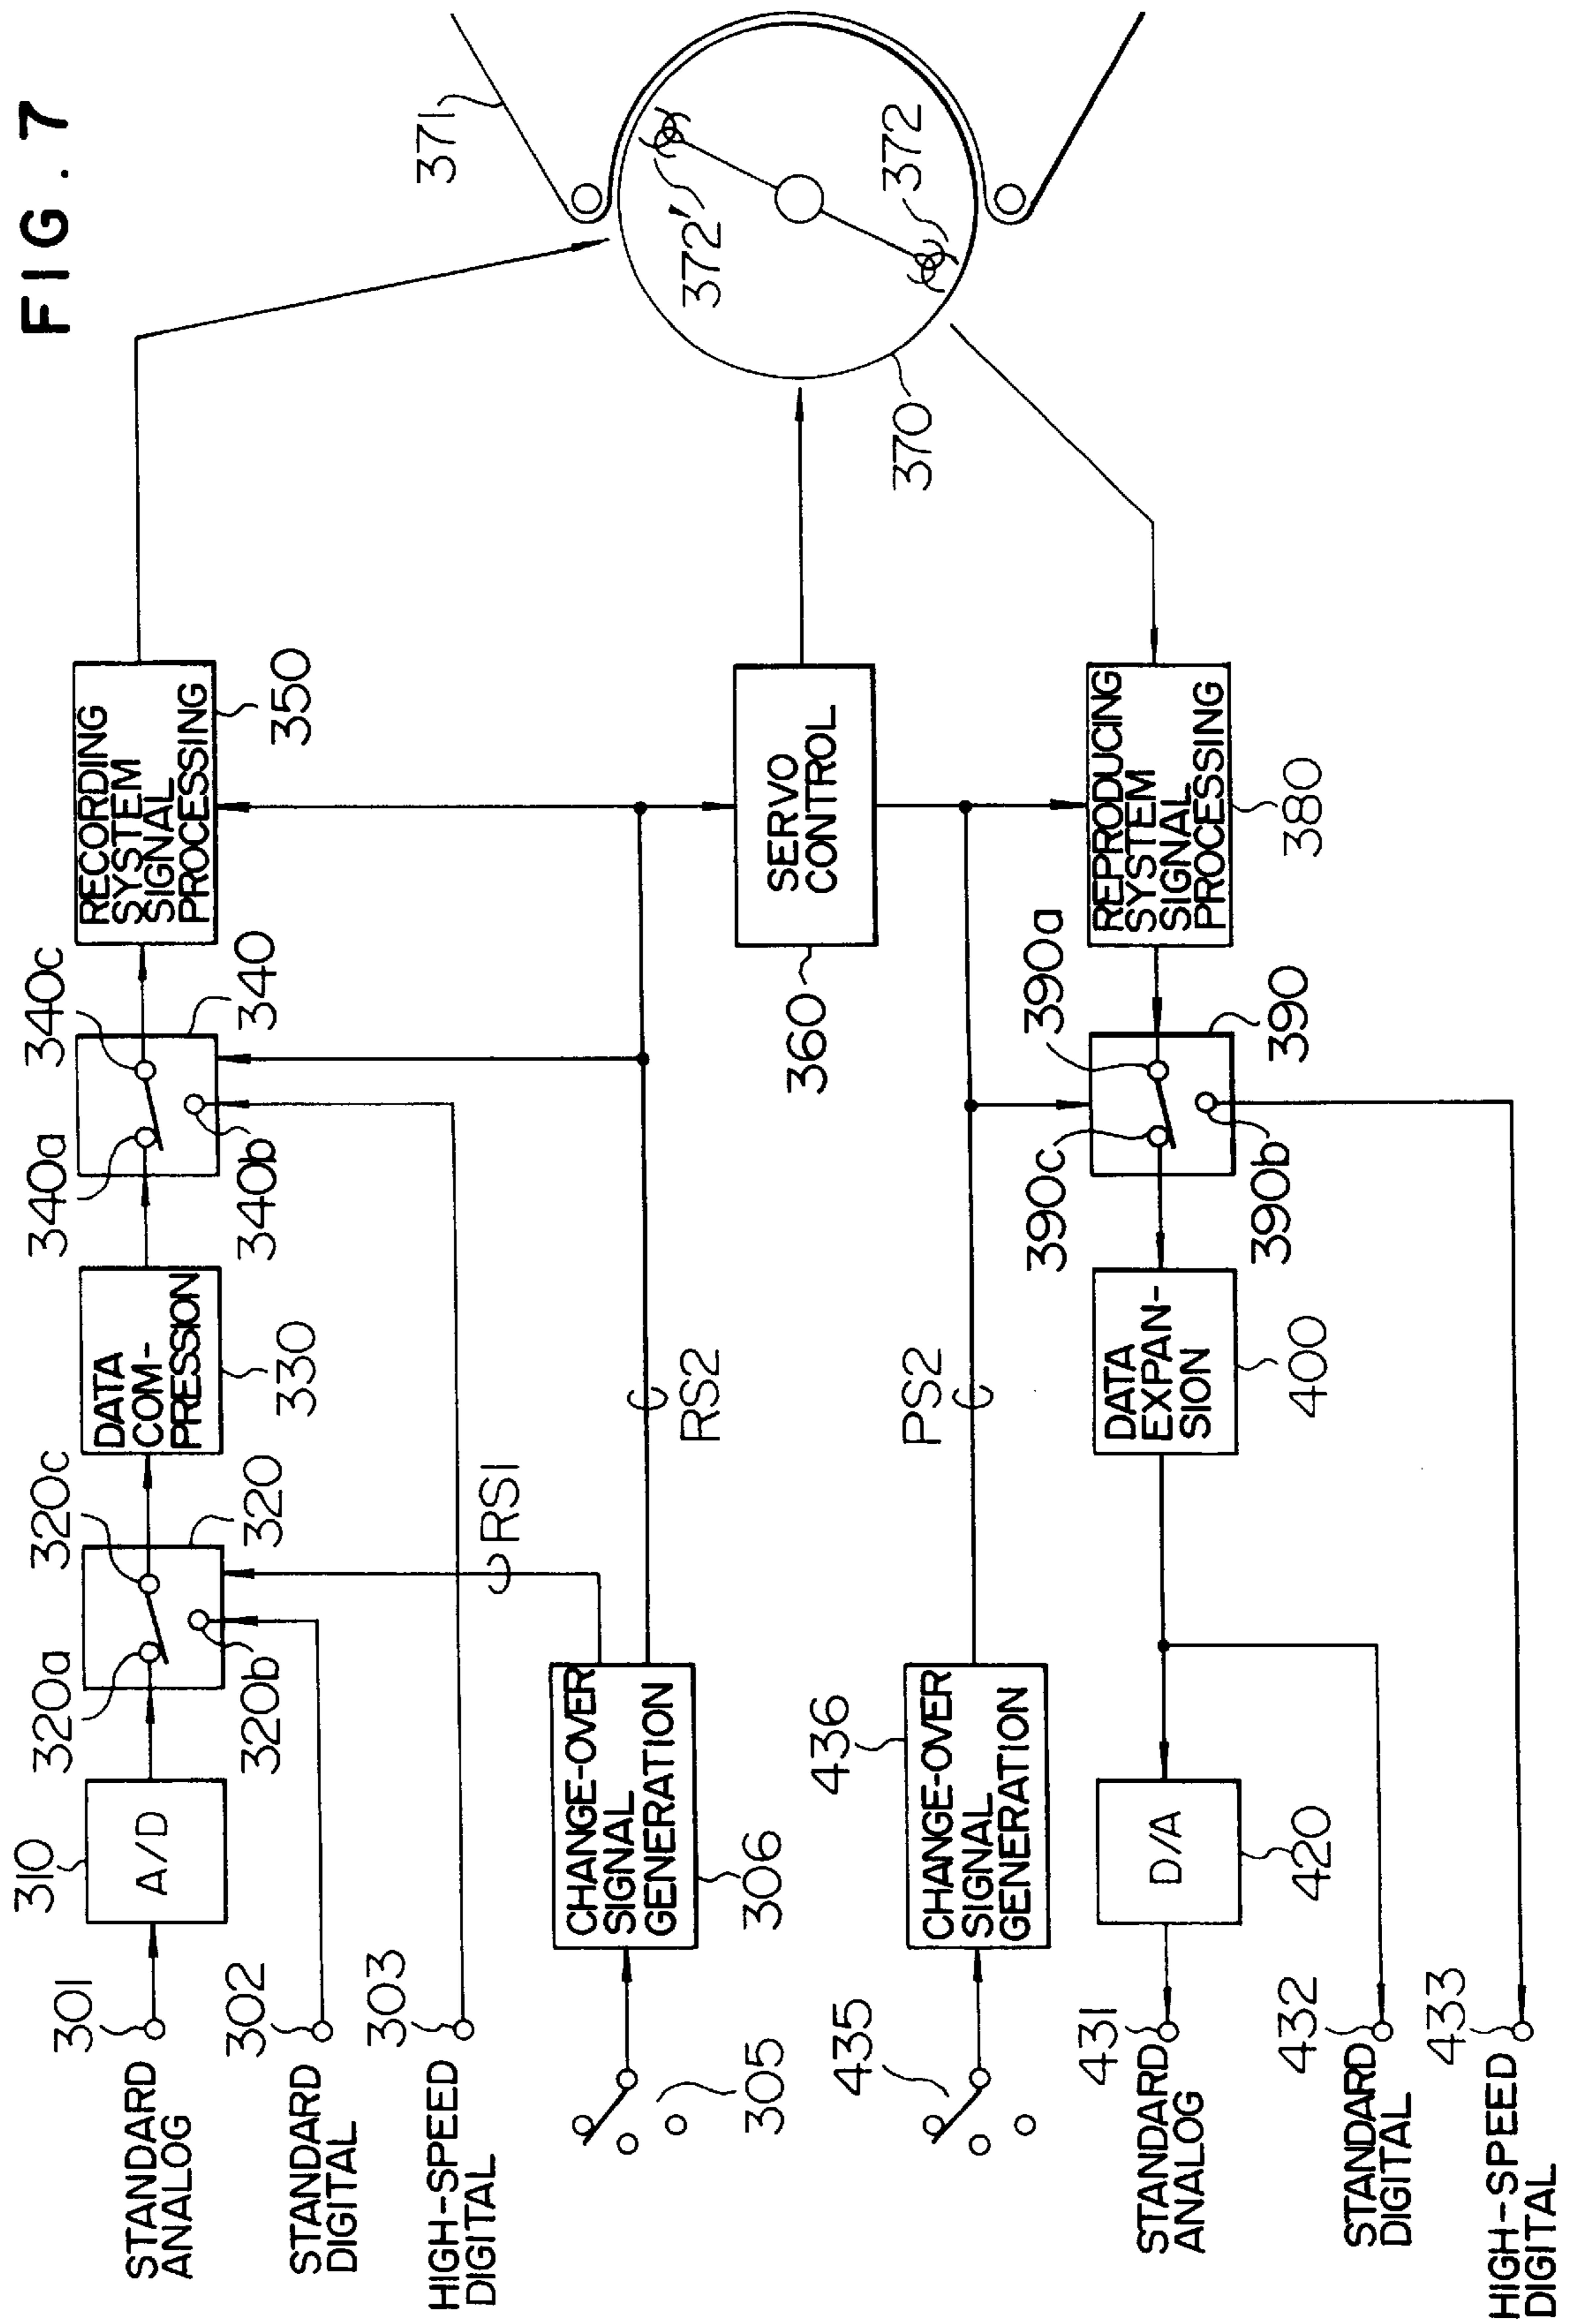 FIG. 7
STANDARD
ANALOG
301
310
A/D
320a
320c
320b
320
DATA
COM-
PRESSION
330
340a
340c
340b
340
RECORDING
SYSTEM
SIGNAL
PROCESSING
350
371
STANDARD
DIGITAL
302
HIGH-SPEED
DIGITAL
303
RS1
305
CHANGE-OVER
SIGNAL
GENERATION
306
RS2
SERVO
CONTROL
360
372'
372
370
435
436
CHANGE-OVER
SIGNAL
GENERATION
PS2
STANDARD
ANALOG
431
D/A
420
DATA
EXPAN-
SION
400
390c
390a
390b
390
REPRODUCING
SYSTEM
SIGNAL
PROCESSING
380
STANDARD
DIGITAL
432
HIGH-SPEED
DIGITAL
433